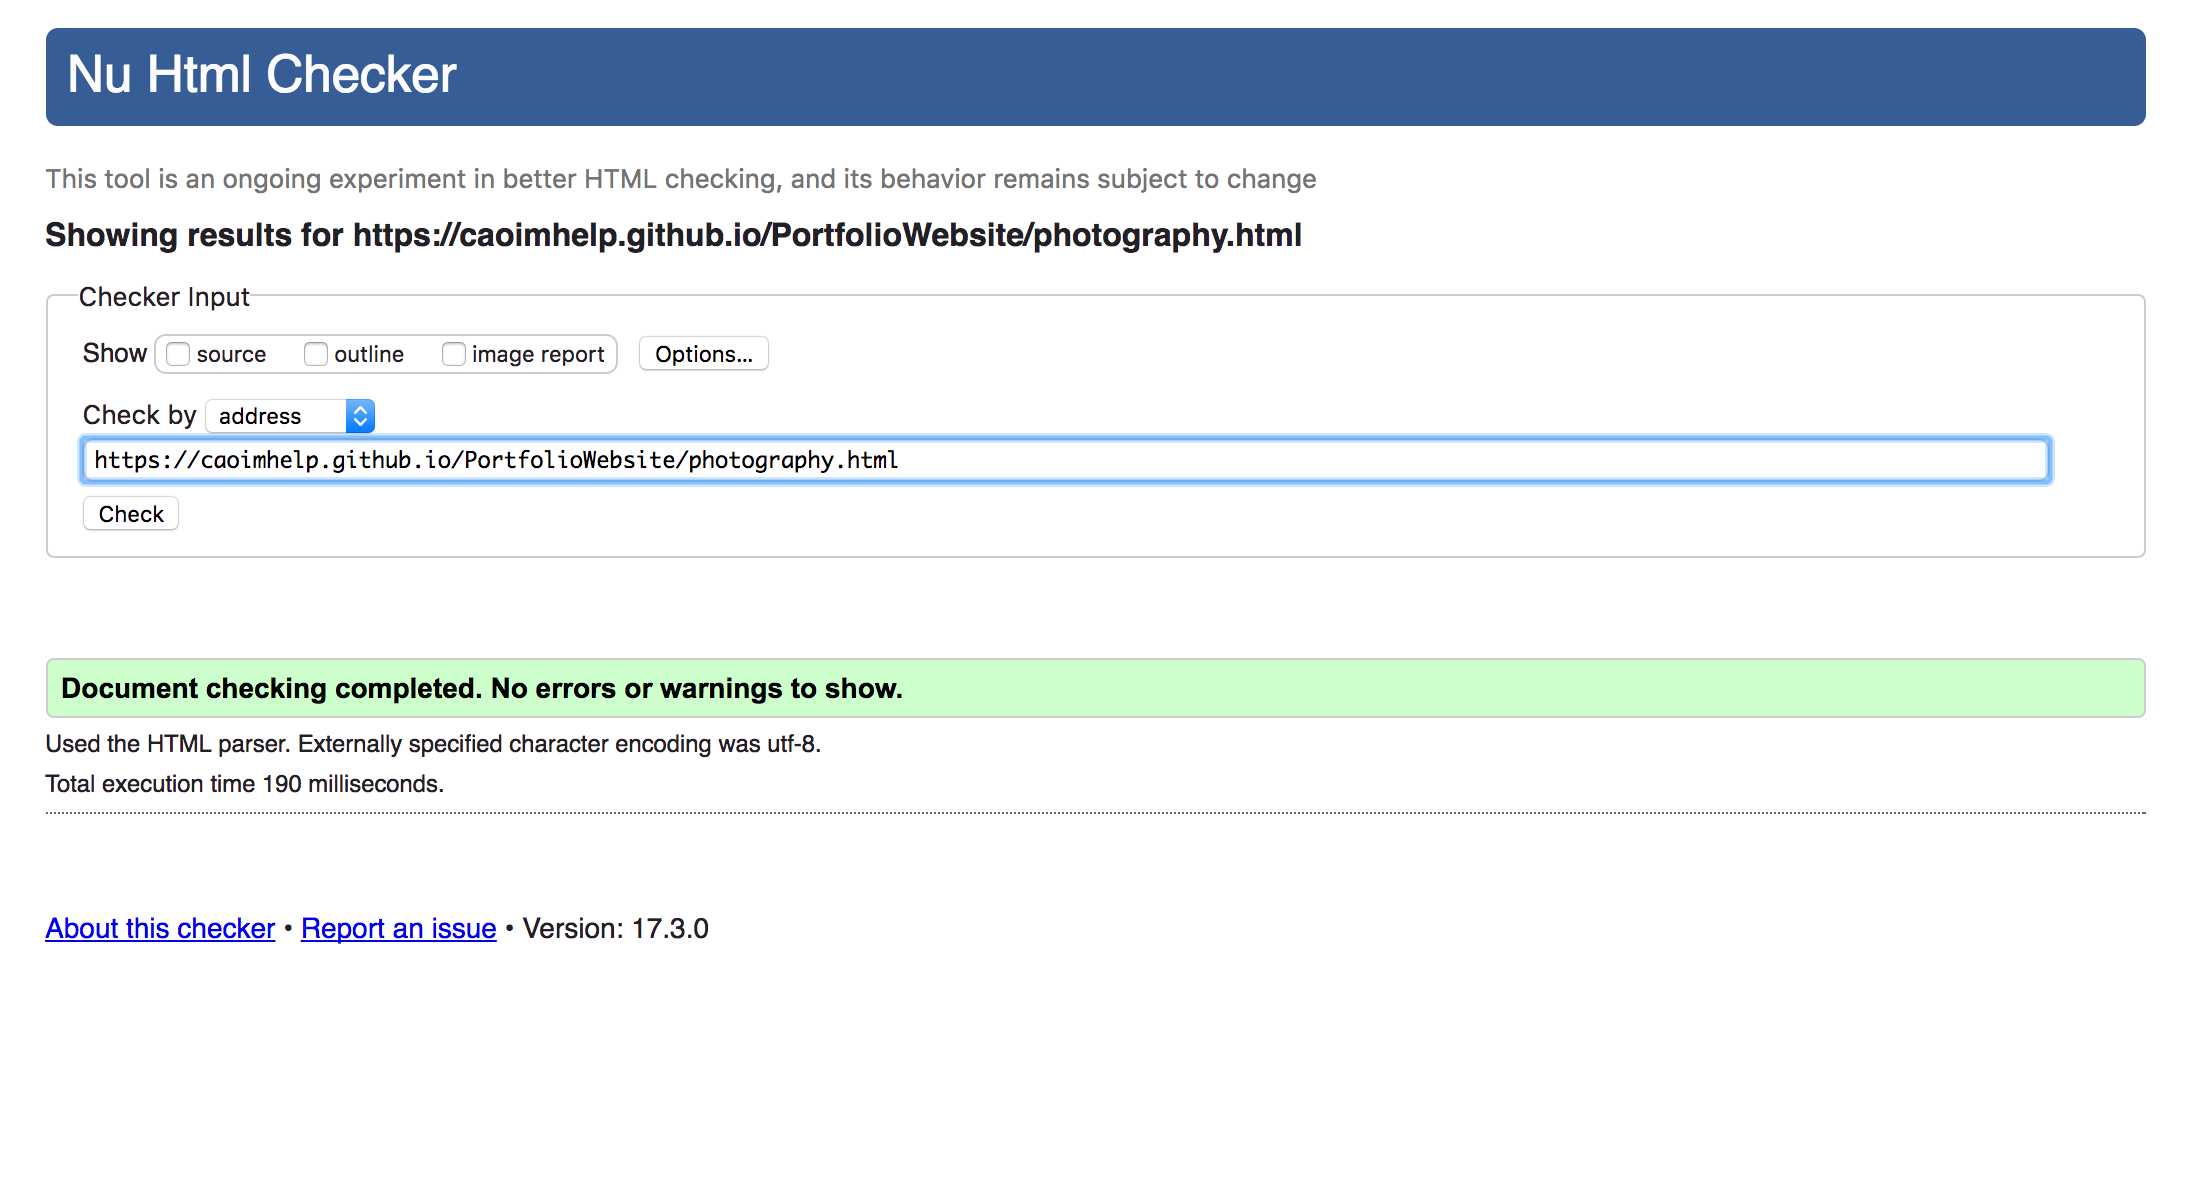 Nu Html Checker
This tool is an ongoing experiment in better HTML checking, and its behavior remains subject to change
Showing results for https://caoimhelp.github.io/PortfolioWebsite/photography.html
Checker Input
Show source outline image report Options...
Check by address
https://caoimhelp.github.io/PortfolioWebsite/photography.html
Check
Document checking completed. No errors or warnings to show.
Used the HTML parser. Externally specified character encoding was utf-8.
Total execution time 190 milliseconds.
About this checker • Report an issue • Version: 17.3.0